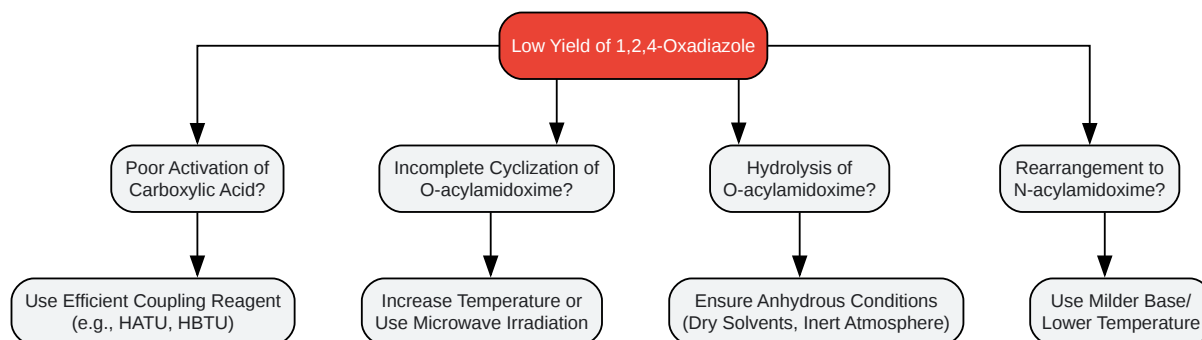 Low Yield of 1,2,4-Oxadiazole
Poor Activation of
Carboxylic Acid?
Incomplete Cyclization of
O-acylamidoxime?
Hydrolysis of
O-acylamidoxime?
Rearrangement to
N-acylamidoxime?
Use Efficient Coupling Reagent
(e.g., HATU, HBTU)
Increase Temperature or
Use Microwave Irradiation
Ensure Anhydrous Conditions
(Dry Solvents, Inert Atmosphere)
Use Milder Base/
Lower Temperature